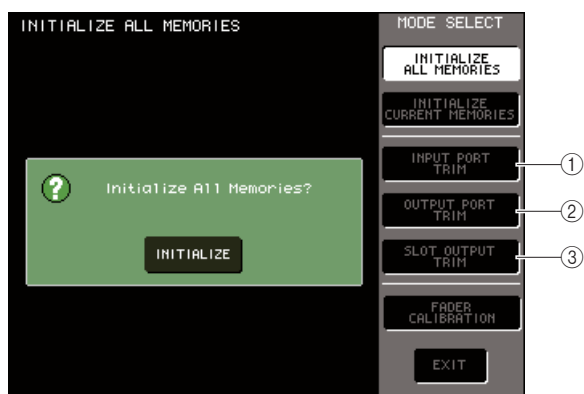 INITIALIZE ALL MEMORIES
Initialize All Memories?
INITIALIZE
MODE SELECT
INITIALIZE
ALL MEMORIES
INITIALIZE
CURRENT MEMORIES
INPUT PORT
TRIM
①
OUTPUT PORT
TRIM
②
SLOT OUTPUT
TRIM
③
FADER
CALIBRATION
EXIT